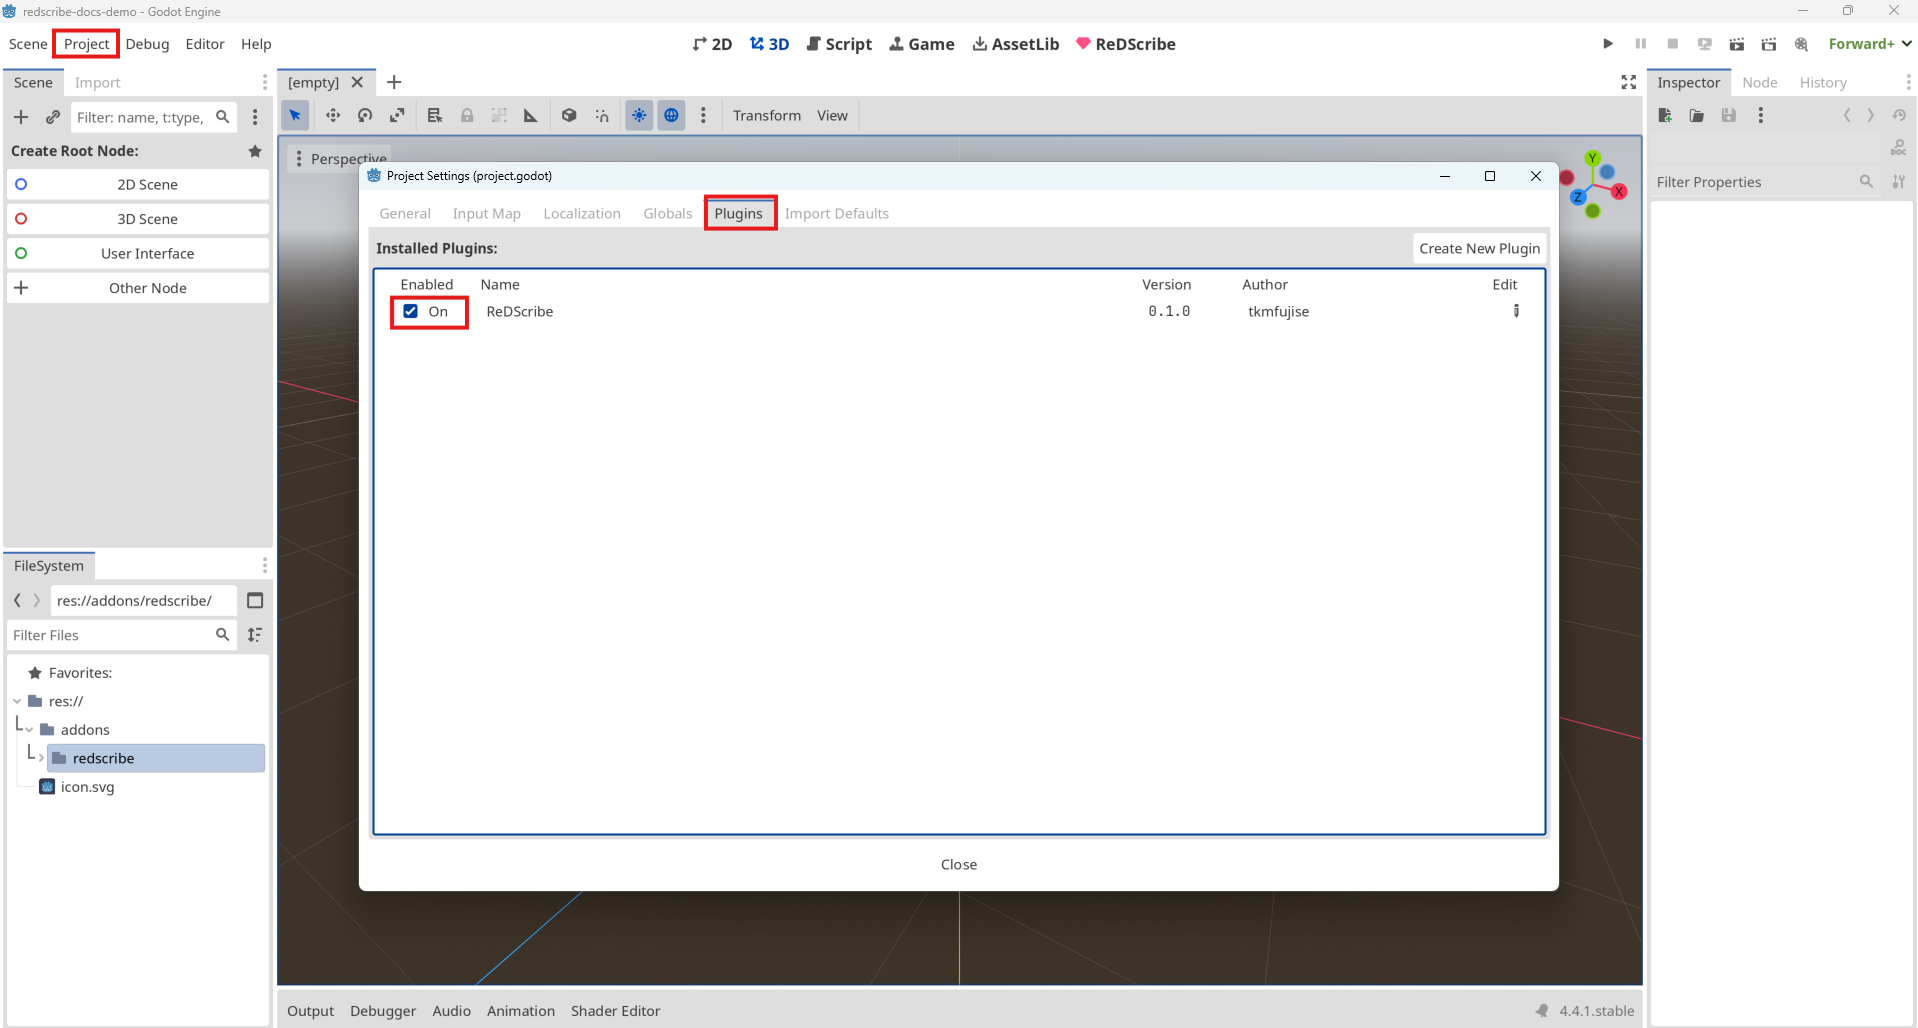 redscribe-docs-demo - Godot Engine
Scene Project Debug Editor Help
2D 3D Script Game AssetLib ReDScribe
Forward+
Scene Import
Filter: name, t:type,
Create Root Node:
2D Scene
3D Scene
User Interface
Other Node
FileSystem
res://addons/redscribe/
Filter Files
Favorites:
res://
addons
redscribe
icon.svg
[empty]
Transform View
Perspective
Y
X
Z
Project Settings (project.godot)
General Input Map Localization Globals Plugins Import Defaults
Installed Plugins:
Create New Plugin
Enabled Name Version Author Edit
On ReDScribe 0.1.0 tkmfujise
Close
Output Debugger Audio Animation Shader Editor
4.4.1.stable
Inspector Node History
DOC
Filter Properties